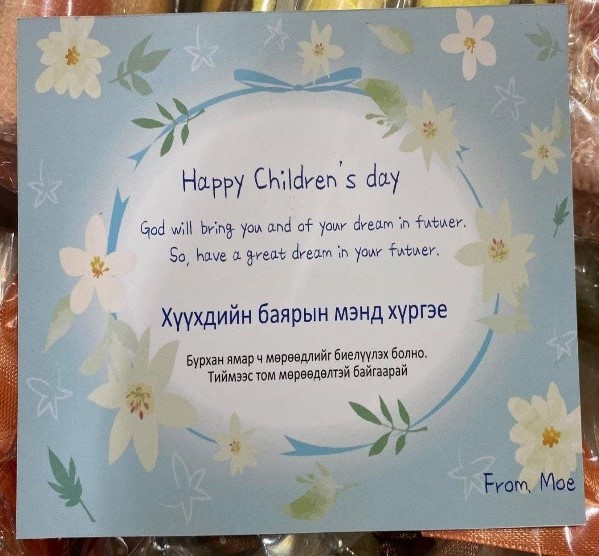 Happy Children's day
God will bring you and of your dream in futuer.
So, have a great dream in your futuer.
Хүүхдийн баярын мэнд хүргэе
Бурхан ямар ч мөрөөдлийг биелүүлэх болно.
Тиймээс том мөрөөдөлтэй байгаарай
From, Moe